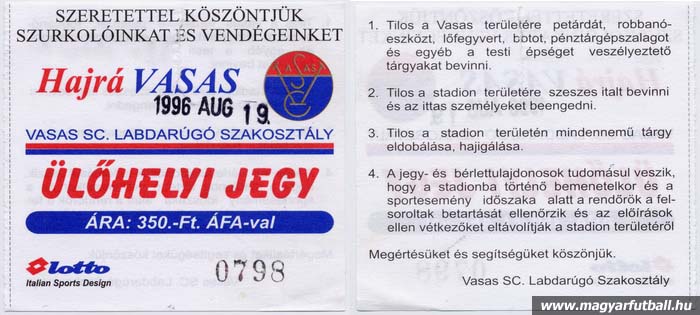 SZERETETTEL KÖSZÖNTJÜK
SZURKOLÓINKAT ÉS VENDÉGEINKET
Hajrá VASAS
VASAS SC
1996 AUG 19.
VASAS SC. LABDARÚGÓ SZAKOSZTÁLY
ÜLŐHELYI JEGY
ÁRA: 350.-Ft. ÁFA-val
lotto
Italian Sports Design
0798
1. Tilos a Vasas területére petárdát, robbanó-
eszközt, lőfegyvert, botot, pénztárgépszalagot
és egyéb a testi épséget veszélyeztető
tárgyakat bevinni.
2. Tilos a stadion területére szeszes italt bevinni
és az ittas személyeket beengedni.
3. Tilos a stadion területén mindennemű tárgy
eldobálása, hajigálása.
4. A jegy- és bérlettulajdonosok tudomásul veszik,
hogy a stadionba történő bemenetelkor és a
sportesemény időszaka alatt a rendőrök a fel-
soroltak betartását ellenőrzik és az előírások
ellen vétkezőket eltávolítják a stadion területéről
Megértésüket és segítségüket köszönjük.
Vasas SC. Labdarúgó Szakosztály
www.magyarfutball.hu